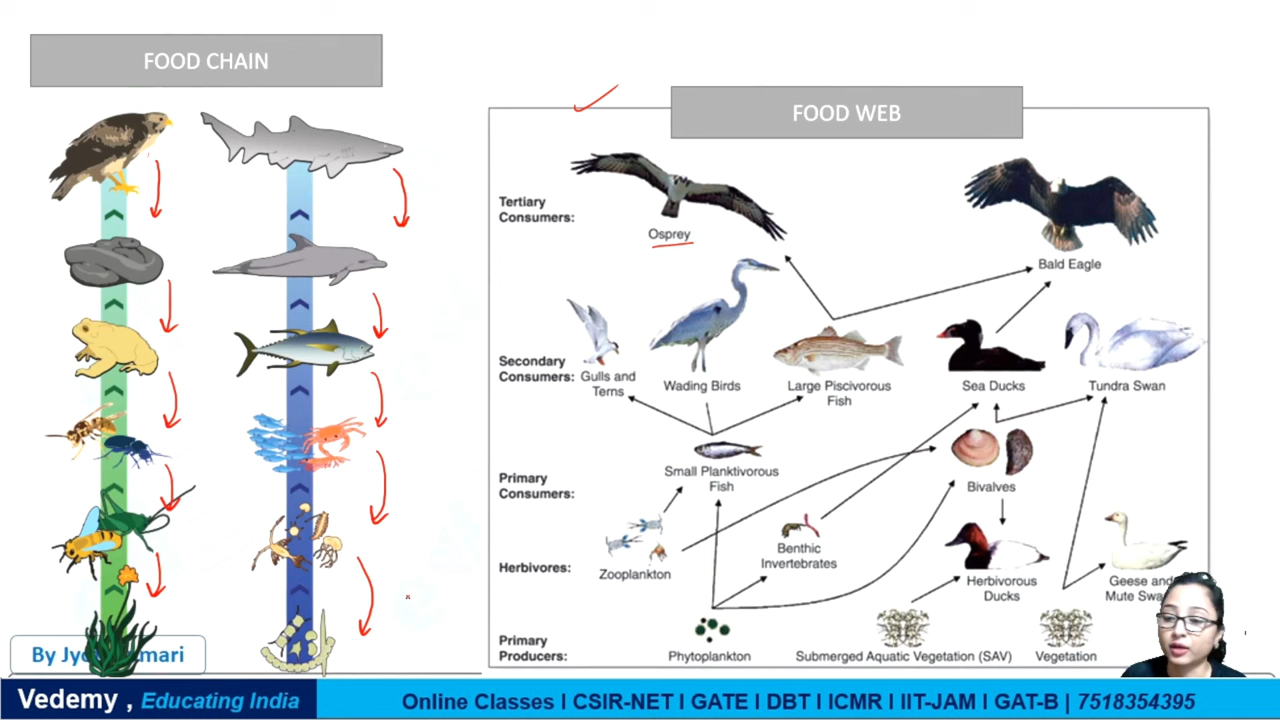 FOOD CHAIN
FOOD WEB
Tertiary
Consumers:
Osprey
Bald Eagle
Secondary
Consumers:
Gulls and
Terns
Wading Birds
Large Piscivorous
Fish
Sea Ducks
Tundra Swan
Primary
Consumers:
Small Planktivorous
Fish
Bivalves
Herbivores:
Zooplankton
Benthic
Invertebrates
Herbivorous
Ducks
Geese and
Mute
Primary
Producers:
Phytoplankton
Submerged Aquatic Vegetation (SAV)
Vegetation
By
Vedemy , Educating India
Online Classes I CSIR-NET I GATE I DBT I ICMR I IIT-JAM I GAT-B | 7518354395